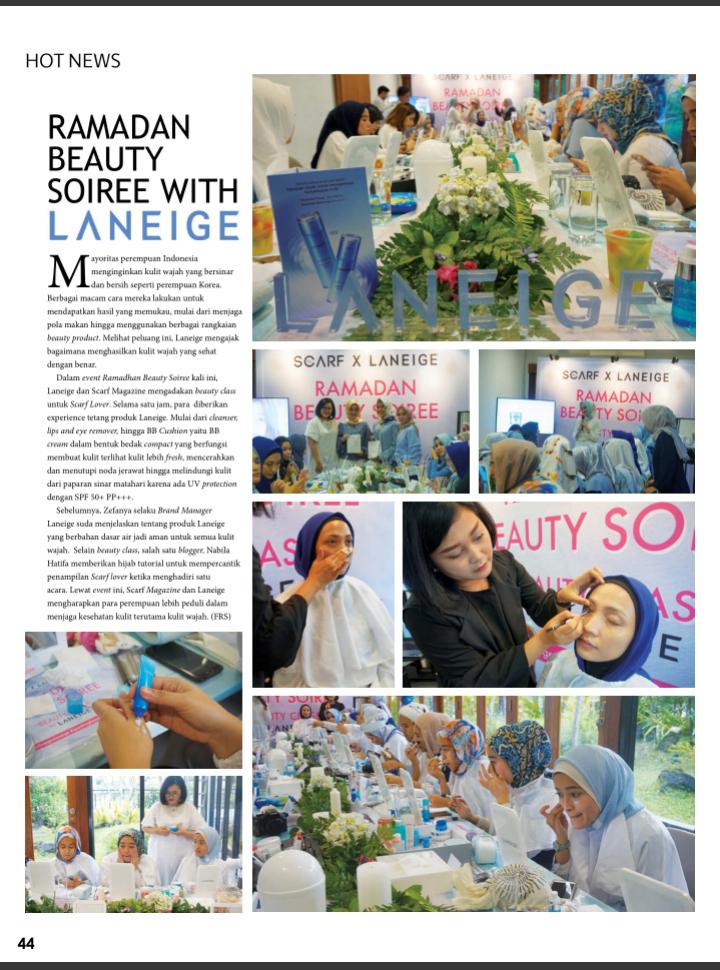 HOT NEWS
RAMADAN
BEAUTY
SOIREE WITH
LANEIGE
Mayoritas perempuan Indonesia
menginginkan kulit wajah yang bersinar
dan bersih seperti perempuan Korea.
Berbagai macam cara mereka lakukan untuk
mendapatkan hasil yang memukau, mulai dari menjaga
pola makan hingga menggunakan berbagai rangkaian
beauty product. Melihat peluang ini, Laneige mengajak
bagaimana menghasilkan kulit wajah yang sehat
dengan benar.
Dalam event Ramadhan Beauty Soiree kali ini,
Laneige dan Scarf Magazine mengadakan beauty class
untuk Scarf Lover. Selama satu jam, para diberikan
experience tetang produk Laneige. Mulai dari cleanser,
lips and eye remover, hingga BB Cushion yaitu BB
cream dalam bentuk bedak compact yang berfungsi
membuat kulit terlihat kulit lebih fresh, mencerahkan
dan menutupi noda jerawat hingga melindungi kulit
dari paparan sinar matahari karena ada UV protection
dengan SPF 50+ PP+++.
Sebelumnya, Zefanya selaku Brand Manager
Laneige suda menjelaskan tentang produk Laneige
yang berbahan dasar air jadi aman untuk semua kulit
wajah. Selain beauty class, salah satu blogger, Nabila
Hatifa memberikan hijab tutorial untuk mempercantik
penampilan Scarf lover ketika menghadiri satu
acara. Lewat event ini, Scarf Magazine dan Laneige
mengharapkan para perempuan lebih peduli dalam
menjaga kesehatan kulit terutama kulit wajah. (FRS)
SCARF X LANEIGE
RAMADAN
LANEIGE
SCARF X LANEIGE
RAMADAN
BEAUTY SOIREE
SCARF X LANEIGE
RAMADAN
BEAUTY SOI
EAUTY SOI
AS
E
SOIREE
44